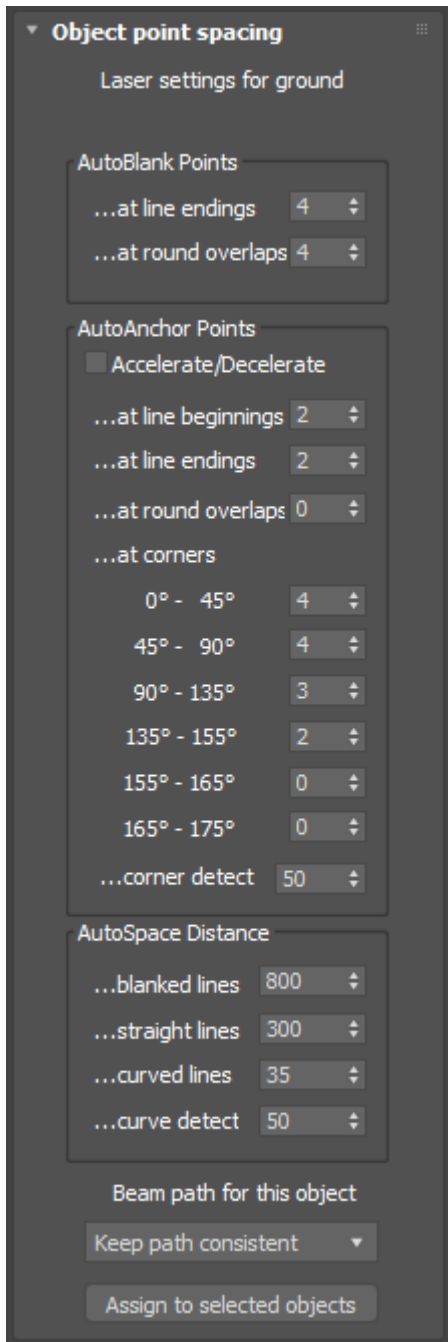 Object point spacing
Laser settings for ground
AutoBlank Points
...at line endings 4
...at round overlaps 4
AutoAnchor Points
Accelerate/Decelerate
...at line beginnings 2
...at line endings 2
...at round overlaps 0
...at corners
0° - 45° 4
45° - 90° 4
90° - 135° 3
135° - 155° 2
155° - 165° 0
165° - 175° 0
...corner detect 50
AutoSpace Distance
...blanked lines 800
...straight lines 300
...curved lines 35
...curve detect 50
Beam path for this object
Keep path consistent
Assign to selected objects